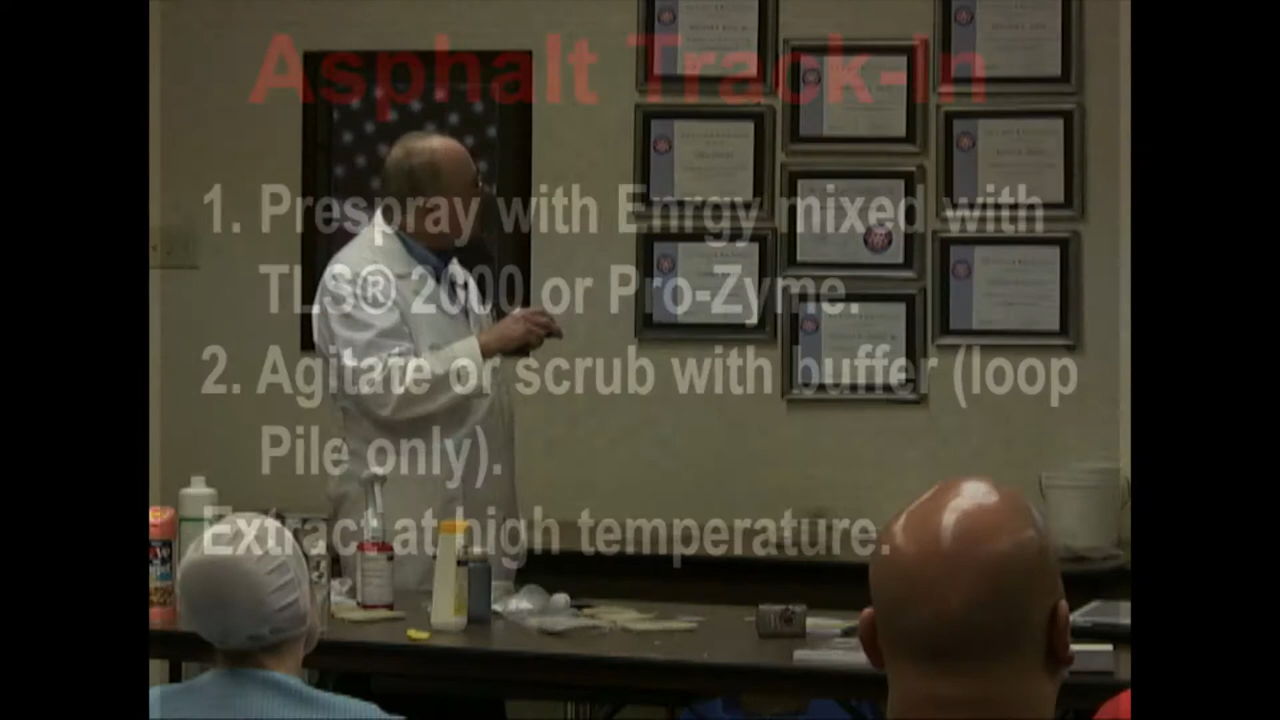 Asphalt Track-In
1. Prespray with Enrgy mixed with
TLS® 2000 or Pro-Zyme.
2. Agitate or scrub with buffer (loop
Pile only).
Extract at high temperature.